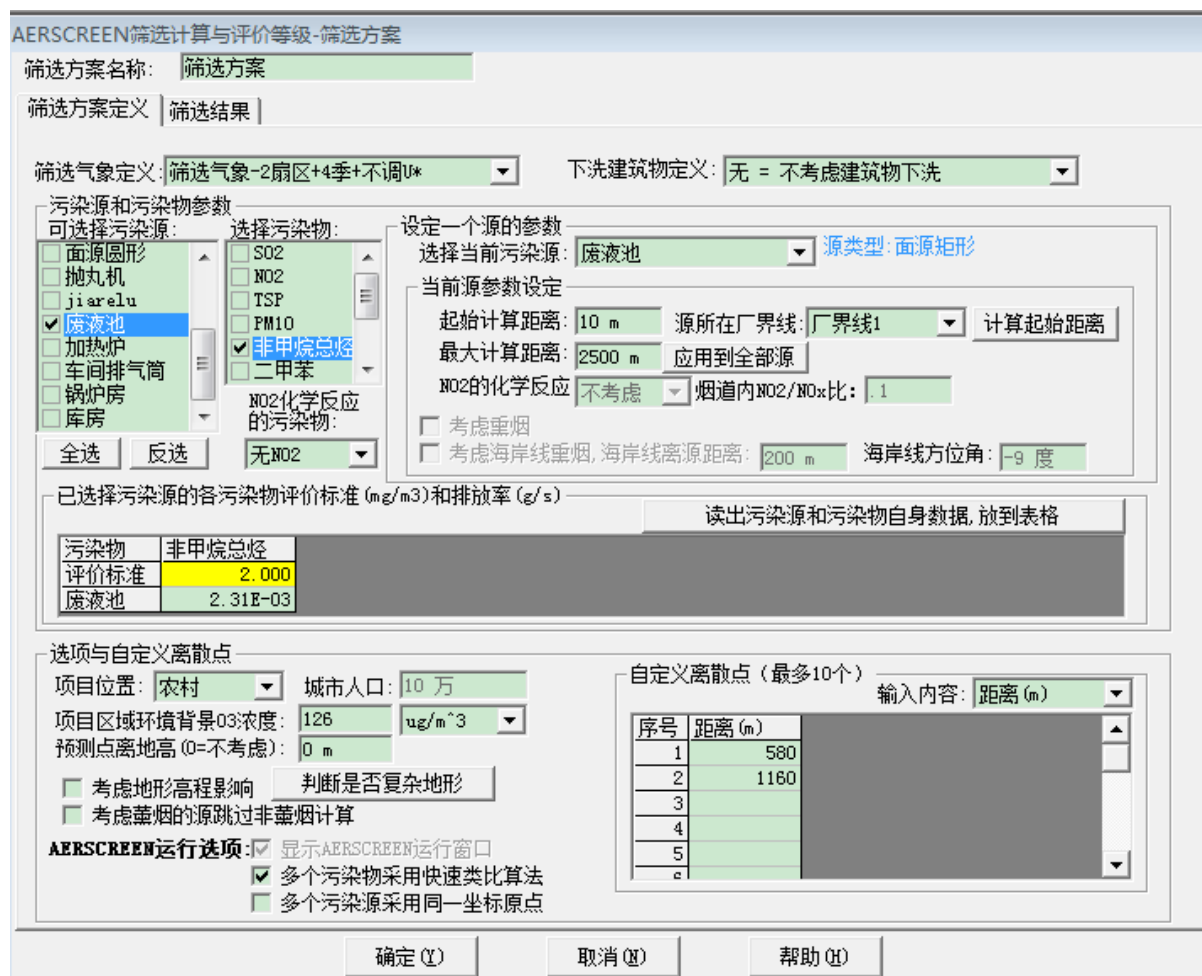 AERSCREEN筛选计算与评价等级-筛选方案
筛选方案名称: 筛选方案
筛选方案定义 筛选结果
筛选气象定义: 筛选气象-2扇区+4季+不调U* 下洗建筑物定义: 无 = 不考虑建筑物下洗
污染源和污染物参数
可选择污染源: 选择污染物:
面源圆形 SO2
抛丸机 NO2
jiarelu TSP
废液池 PM10
加热炉 非甲烷总烃
车间排气筒 二甲苯
锅炉房
库房
全选 反选
NO2化学反应
的污染物:
无NO2
设定一个源的参数
选择当前污染源: 废液池 源类型:面源矩形
当前源参数设定
起始计算距离: 10 m 源所在厂界线: 厂界线1 计算起始距离
最大计算距离: 2500 m 应用到全部源
NO2的化学反应 不考虑 烟道内NO2/NOx比: .1
考虑重烟
考虑海岸线重烟,海岸线离源距离: 200 m 海岸线方位角: -9 度
已选择污染源的各污染物评价标准(mg/m3)和排放率(g/s)
读出污染源和污染物自身数据,放到表格
污染物 非甲烷总烃
评价标准 2.000
废液池 2.31E-03
选项与自定义离散点
项目位置: 农村 城市人口: 10 万
项目区域环境背景O3浓度: 126 ug/m^3
预测点离地高(0=不考虑): 0 m
考虑地形高程影响 判断是否复杂地形
考虑薰烟的源跳过非薰烟计算
AERSCREEN运行选项: 显示AERSCREEN运行窗口
多个污染物采用快速类比算法
多个污染源采用同一坐标原点
自定义离散点（最多10个）
输入内容: 距离(m)
序号 距离(m)
1 580
2 1160
3
4
5
确定(Y) 取消(N) 帮助(H)